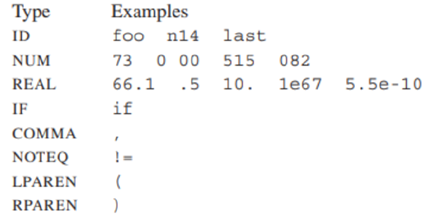 Type Examples
ID foo n14 last
NUM 73 0 00 515 082
REAL 66.1 .5 10. 1e67 5.5e-10
IF if
COMMA ,
NOTEQ !=
LPAREN (
RPAREN )